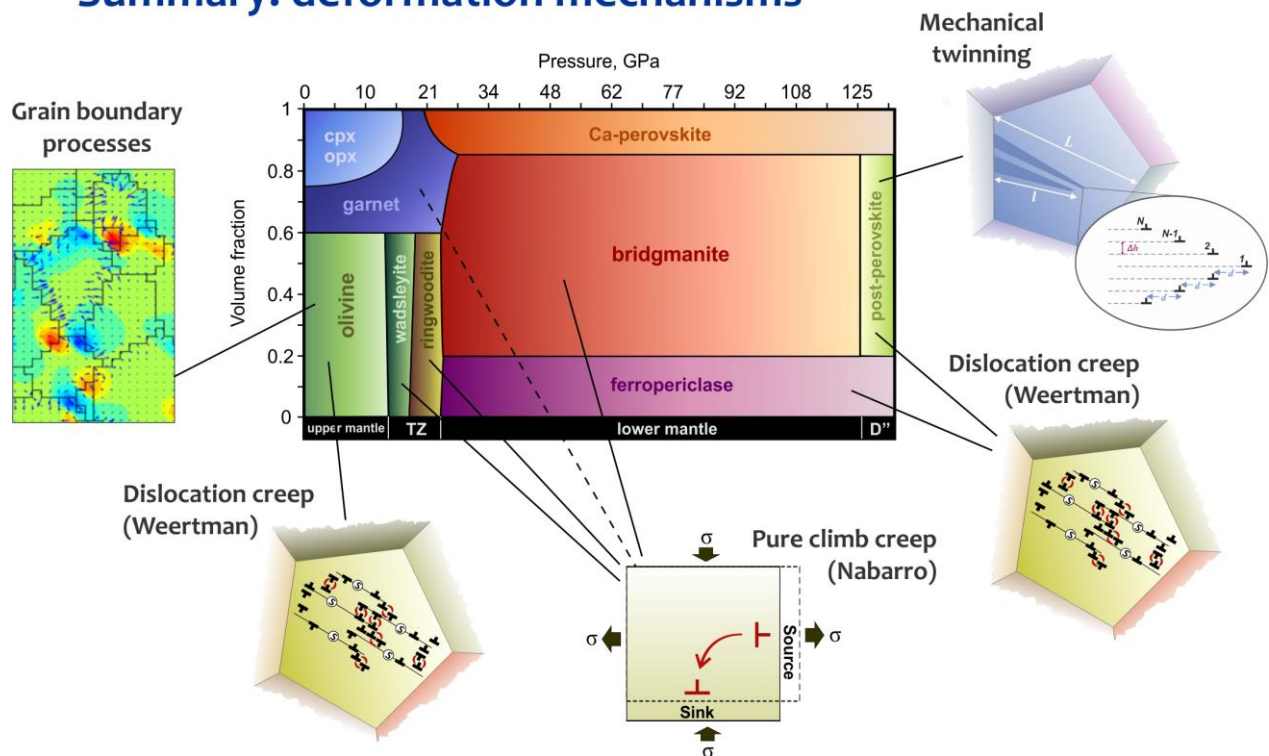 Summary: deformation mechanisms
Mechanical
twinning
Pressure, GPa
0 10 21 34 48 62 77 92 108 125
Grain boundary
processes
Volume fraction
1
0.8
0.6
0.4
0.2
0
cpx
opx
garnet
Ca-perovskite
olivine
wadsleyite
ringwoodite
bridgmanite
post-perovskite
ferropericlase
upper mantle TZ lower mantle D’’
L
l
N
N-1
2
1
Δh
d
d
d
Dislocation creep
(Weertman)
S
S
S
S
S
Dislocation creep
(Weertman)
S
S
S
S
S
Pure climb creep
(Nabarro)
σ
σ
σ
σ
Source
Sink